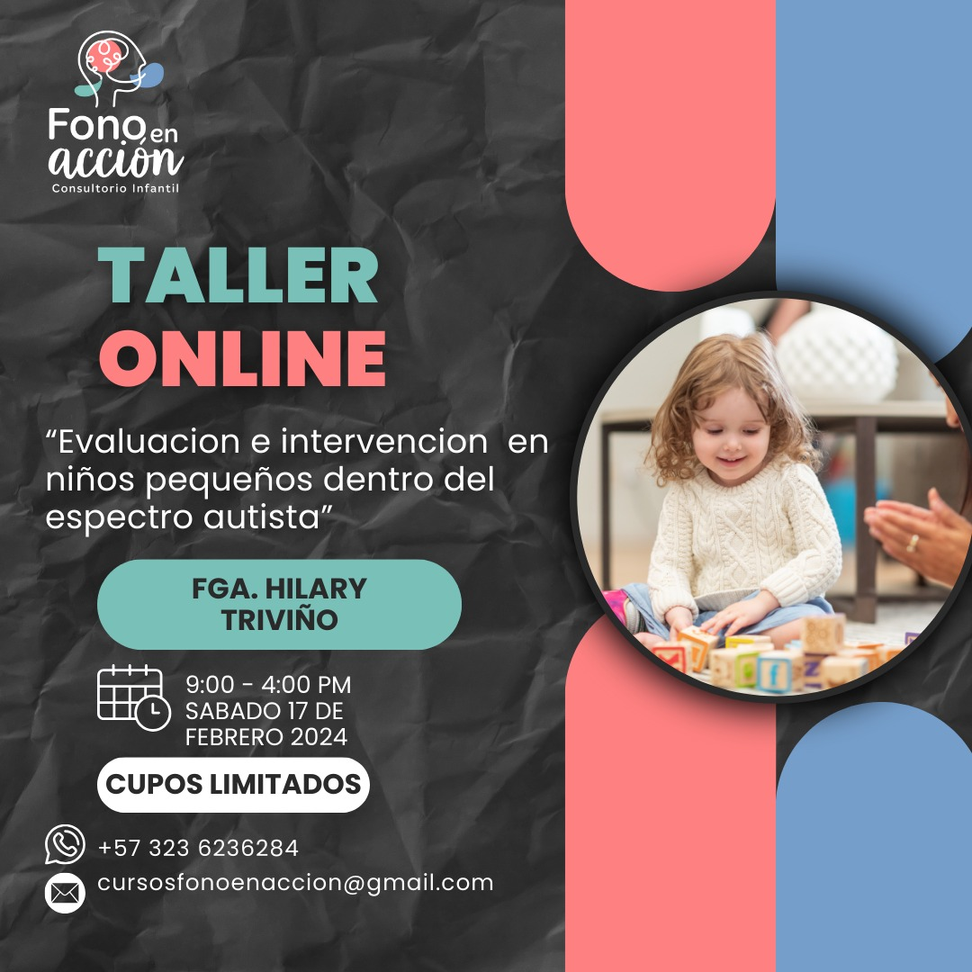 Fono en
acción
Consultorio Infantil
TALLER
ONLINE
“Evaluacion e intervencion en
niños pequeños dentro del
espectro autista”
FGA. HILARY
TRIVIÑO
9:00 - 4:00 PM
SABADO 17 DE
FEBRERO 2024
CUPOS LIMITADOS
+57 323 6236284
cursosfonoenaccion@gmail.com